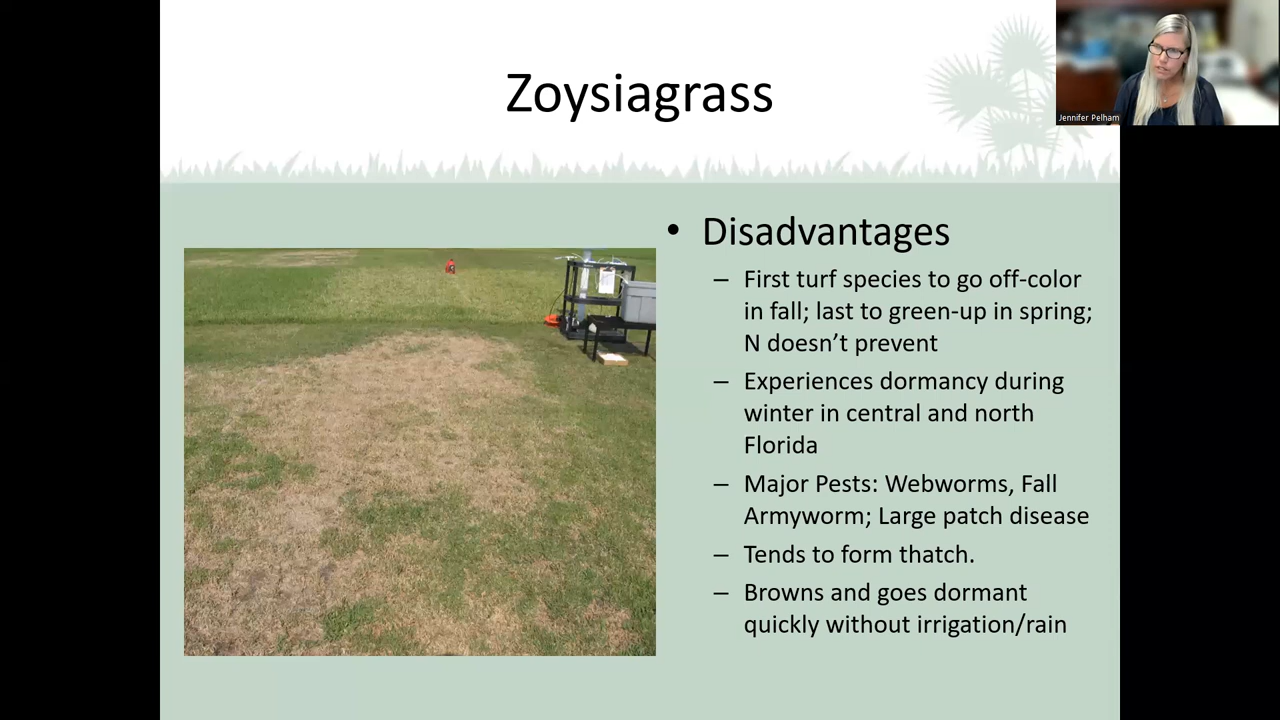 Zoysiagrass
Jennifer Pelham
• Disadvantages
– First turf species to go off-color
in fall; last to green-up in spring;
N doesn’t prevent
– Experiences dormancy during
winter in central and north
Florida
– Major Pests: Webworms, Fall
Armyworm; Large patch disease
– Tends to form thatch.
– Browns and goes dormant
quickly without irrigation/rain